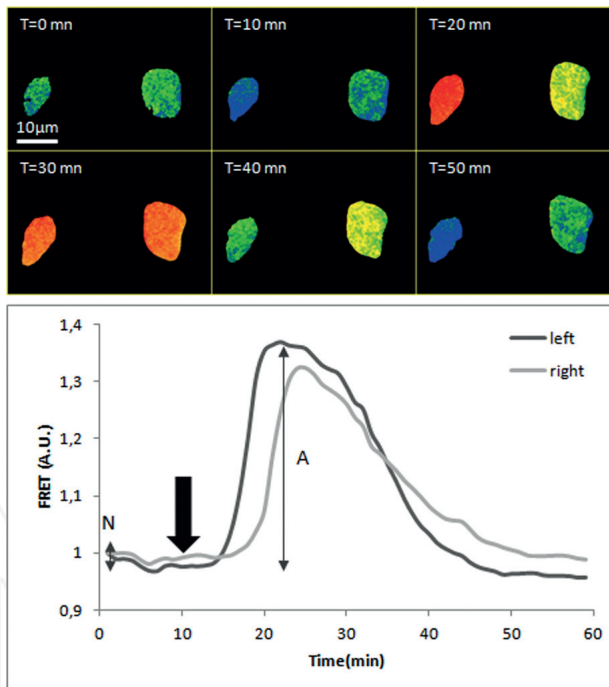 T=0 mn T=10 mn T=20 mn
10µm
T=30 mn T=40 mn T=50 mn
1,4
left
right
1,3
1,2
FRET (A.U.)
A
1,1
N
1
0,9
0 10 20 30 40 50 60
Time(min)